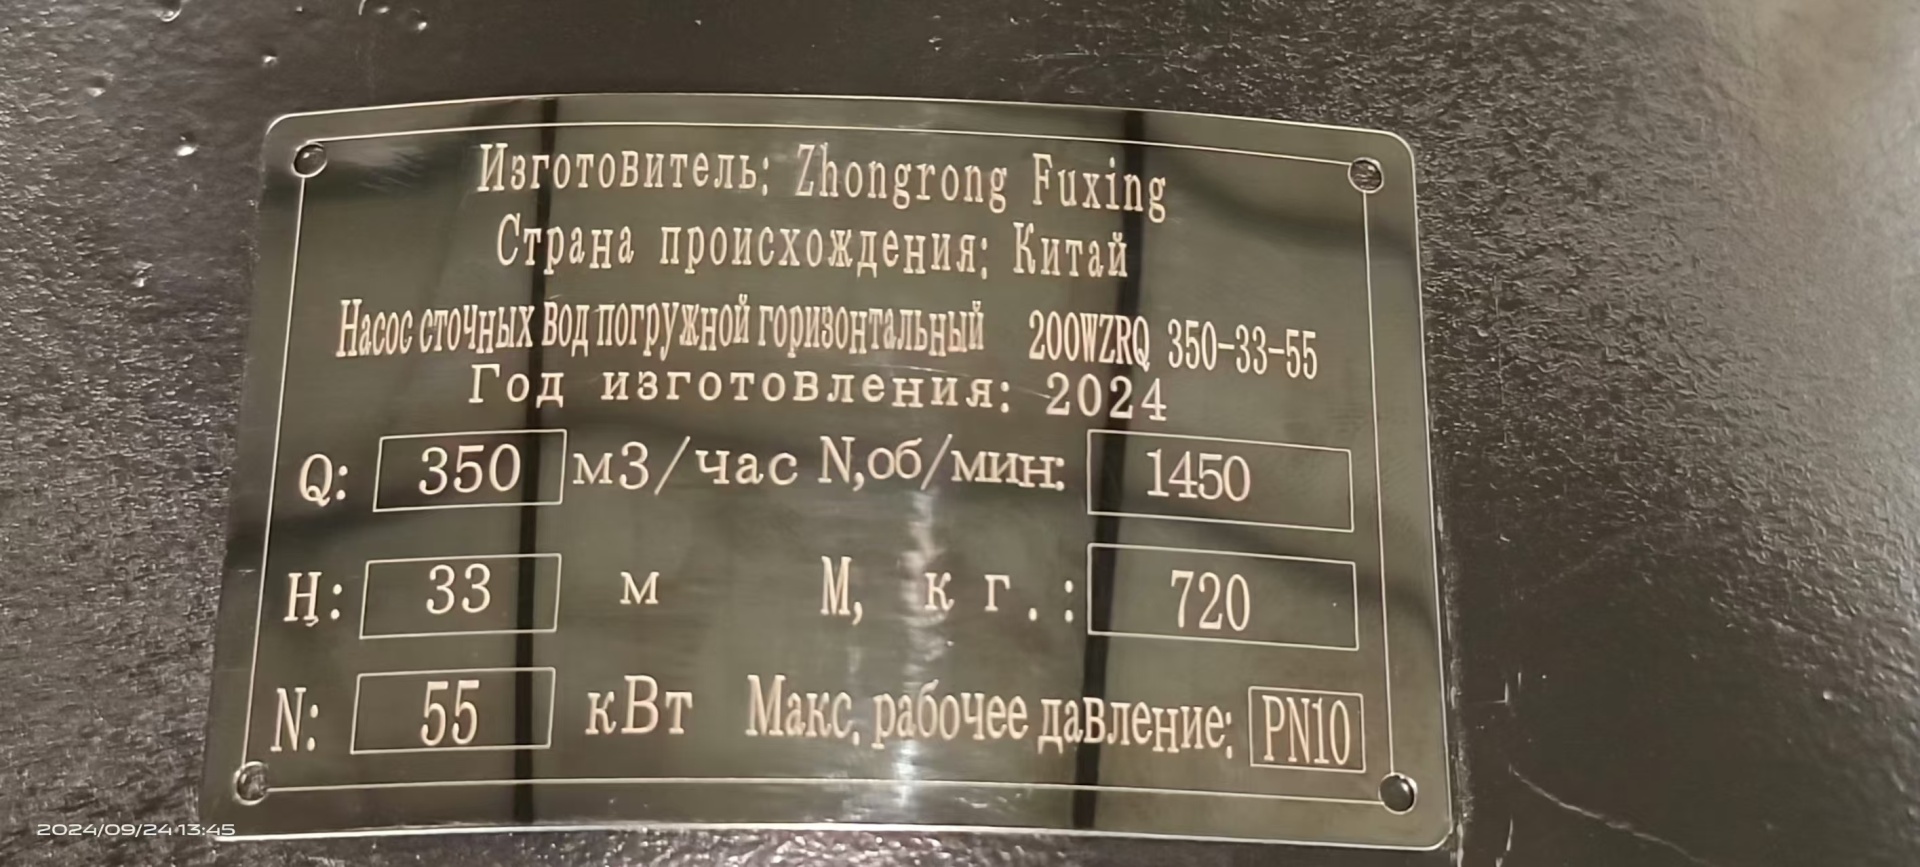 Изготовитель: Zhongrong Fuxing
Страна происхождения: Китай
Насос сточных вод погружной горизонтальный 200WZRQ 350-33-55
Год изготовления: 2024
Q: 350 м3/час N,об/мин: 1450
Н: 33 м М, кг.: 720
N: 55 кВт Макс. рабочее давление: PN10
2024/09/24 13:45